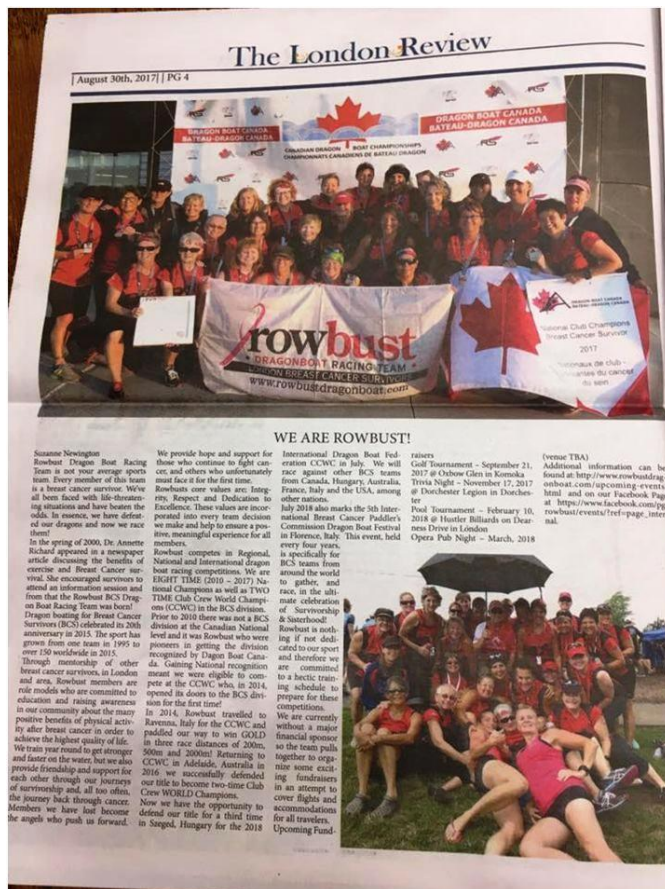 The London Review
August 30th, 2017 | | PG 4
DRAGON BOAT CANADA
BATEAU-DRAGON CANADA
DRAGON BOAT CANADA
BATEAU-DRAGON CANADA
CANADIAN DRAGON BOAT CHAMPIONSHIPS
CHAMPIONNATS CANADIENS DE BATEAU DRAGON
RS
RS
RS
rowbust
DRAGONBOAT RACING TEAM
LONDON BREAST CANCER SURVIVORS
www.rowbustdragonboat.com
DRAGON BOAT CANADA
BATEAU-DRAGON CANADA
National Club Champions
Breast Cancer Survivor
2017
du cancer
du sein
WE ARE ROWBUST!
Suzanne Newington
Rowbust Dragon Boat Racing
Team is not your average sports
team. Every member of this team
is a breast cancer survivor. We've
all been faced with life-threaten-
ing situations and have beaten the
odds. In essence, we have defeat-
ed our dragons and now we race
them!
In the spring of 2000, Dr. Annette
Richard appeared in a newspaper
article discussing the benefits of
exercise and Breast Cancer sur-
vival. She encouraged survivors to
attend an information session and
from that the Rowbust BCS Drag-
on Boat Racing Team was born!
Dragon boating for Breast Cancer
Survivors (BCS) celebrated its 20th
anniversary in 2015. The sport has
grown from one team in 1995 to
over 150 worldwide in 2015.
Through mentorship of other
breast cancer survivors, in London
and area, Rowbust members are
role models who are committed to
education and raising awareness
in our community about the many
positive benefits of physical activ-
ity after breast cancer in order to
achieve the highest quality of life.
We train year round to get stronger
and faster on the water, but we also
provide friendship and support for
each other through our journeys
of survivorship and, all too often,
the journey back through cancer.
Members we have lost become
the angels who push us forward.
We provide hope and support for
those who continue to fight can-
cer, and others who unfortunately
must face it for the first time.
Rowbusts core values are: Integ-
rity, Respect and Dedication to
Excellence. These values are incor-
porated into every team decision
we make and help to ensure a pos-
itive, meaningful experience for all
members.
Rowbust competes in Regional,
National and International dragon
boat racing competitions. We are
EIGHT TIME (2010 – 2017) Na-
tional Champions as well as TWO
TIME Club Crew World Champi-
ons (CCWC) in the BCS division.
Prior to 2010 there was not a BCS
division at the Canadian National
level and it was Rowbust who were
pioneers in getting the division
recognized by Dagon Boat Cana-
da. Gaining National recognition
meant we were eligible to com-
pete at the CCWC who, in 2014,
opened its doors to the BCS divi-
sion for the first time!
In 2014, Rowbust travelled to
Ravenna, Italy for the CCWC and
paddled our way to win GOLD
in three race distances of 200m,
500m and 2000m! Returning to
CCWC in Adelaide, Australia in
2016 we successfully defended
our title to become two-time Club
Crew WORLD Champions.
Now we have the opportunity to
defend our title for a third time
in Szeged, Hungary for the 2018
International Dragon Boat Fed-
eration CCWC in July. We will
race against other BCS teams
from Canada, Hungary, Australia,
France, Italy and the USA, among
other nations.
July 2018 also marks the 5th Inter-
national Breast Cancer Paddler's
Commission Dragon Boat Festival
in Florence, Italy. This event, held
every four years,
is specifically for
BCS teams from
around the world
to gather, and
race, in the ulti-
mate celebration
of Survivorship
& Sisterhood!
Rowbust is noth-
ing if not dedi-
cated to our sport
and therefore we
are committed
to a hectic train-
ing schedule to
prepare for these
competitions.
We are currently
without a major
financial sponsor
so the team pulls
together to orga-
nize some excit-
ing fundraisers
in an attempt to
cover flights and
accommodations
for all travelers.
Upcoming Fund-
raisers
Golf Tournament - September 21,
2017 @ Oxbow Glen in Komoka
Trivia Night - November 17, 2017
@ Dorchester Legion in Dorches-
ter
Pool Tournament - February 10,
2018 @ Hustler Billiards on Dear-
ness Drive in London
Opera Pub Night – March, 2018
(venue TBA)
Additional information can be
found at: http://www.rowbustdrag-
onboat.com/upcoming-events.
html and on our Facebook Page
at https://www.facebook.com/pg
rowbust/events/?ref=page_inter
nal.